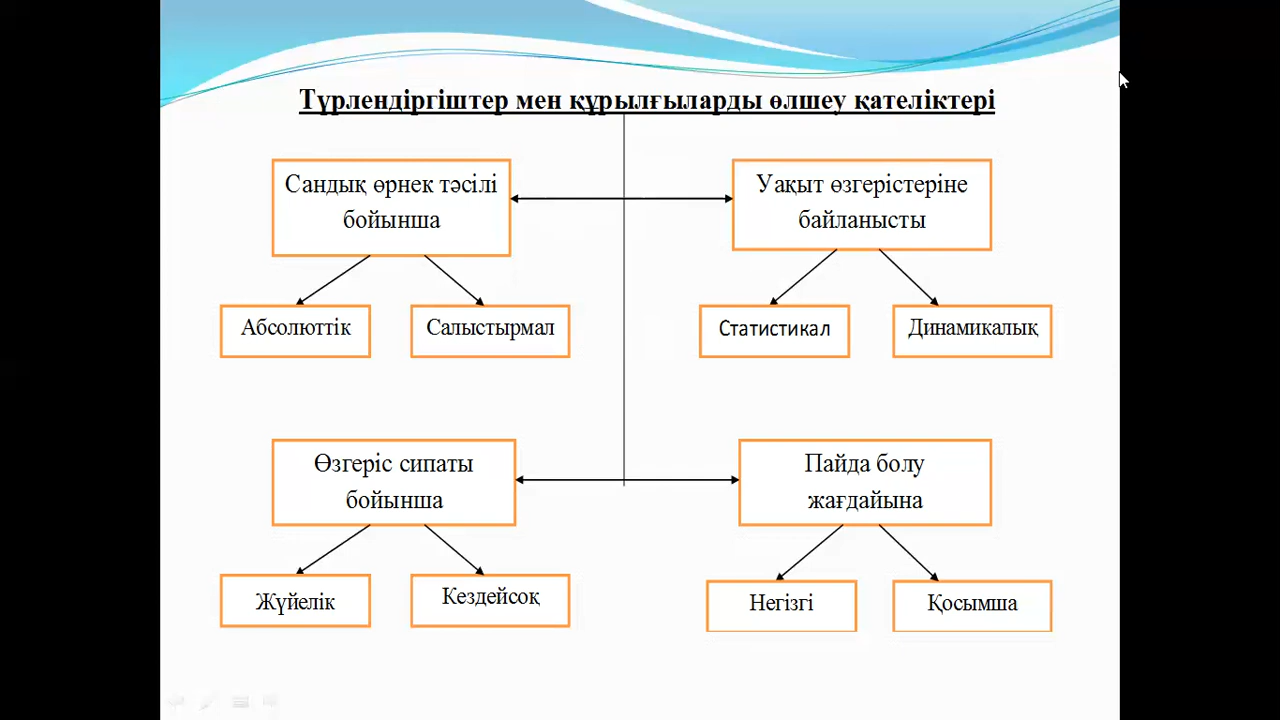 Түрлендіргіштер мен құрылғыларды өлшеу қателіктері
Сандық өрнек тәсілі
бойынша
Уақыт өзгерістеріне
байланысты
Абсолюттік
Салыстырмал
Статистикал
Динамикалық
Өзгеріс сипаты
бойынша
Пайда болу
жағдайына
Жүйелік
Кездейсоқ
Негізгі
Қосымша